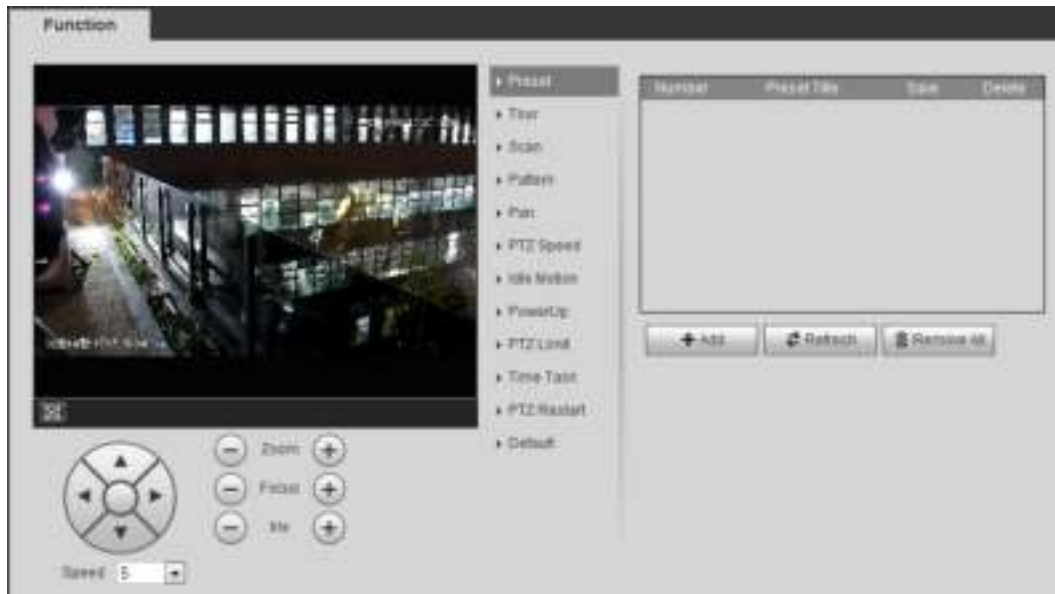 Function
Preset
Tour
Scan
Pattern
Pan
PTZ Speed
Idle Motion
PowerUp
PTZ Limit
Time Task
PTZ Restart
Default
Number Preset Title Save Delete
Add Refresh Remove All
Zoom
Focus
Iris
Speed 5